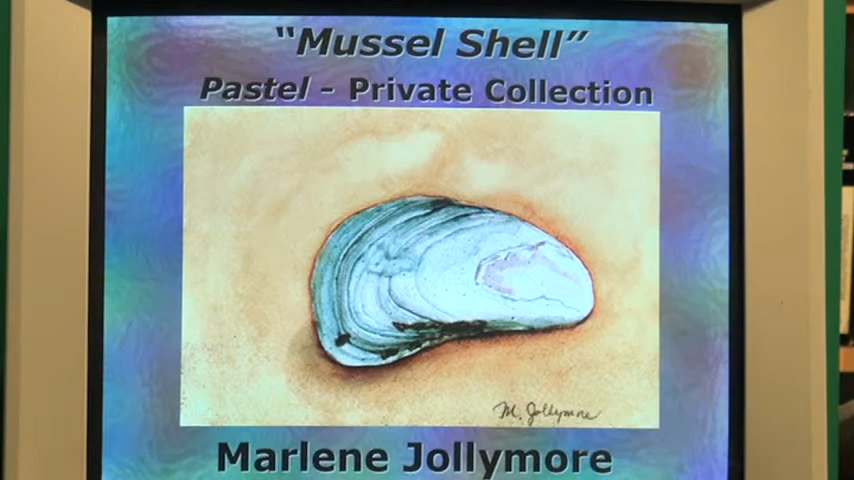 “Mussel Shell”
Pastel - Private Collection
M. Jollymore
Marlene Jollymore